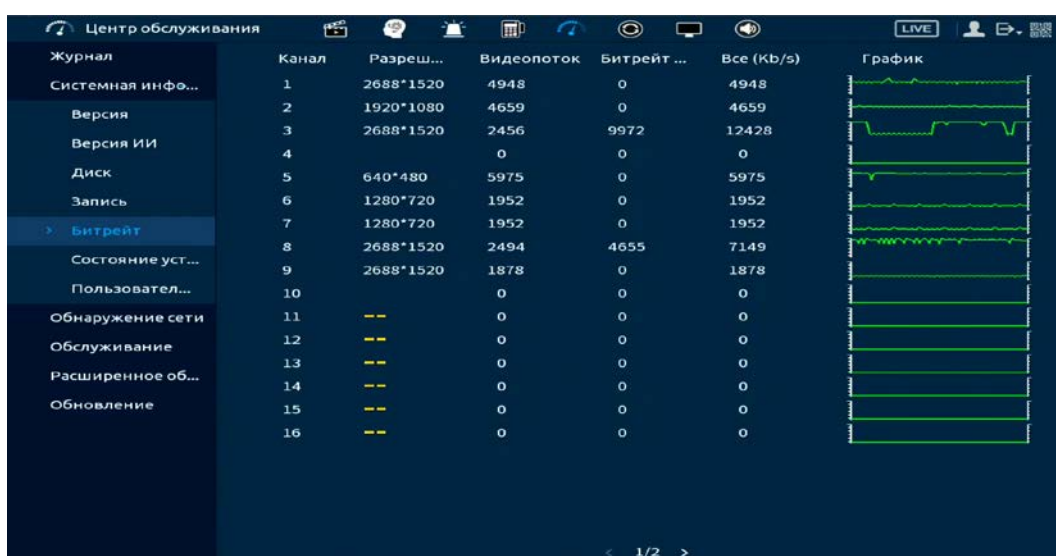 Центр обслуживания LIVE
Журнал
Системная инфо...
Версия
Версия ИИ
Диск
Запись
> Битрейт
Состояние уст...
Пользовател...
Обнаружение сети
Обслуживание
Расширенное об...
Обновление
Канал Разреш... Видеопоток Битрейт ... Все (Kb/s) График
1 2688*1520 4948 0 4948
2 1920*1080 4659 0 4659
3 2688*1520 2456 9972 12428
4 0 0 0
5 640*480 5975 0 5975
6 1280*720 1952 0 1952
7 1280*720 1952 0 1952
8 2688*1520 2494 4655 7149
9 2688*1520 1878 0 1878
10 0 0 0
11 -- 0 0 0
12 -- 0 0 0
13 -- 0 0 0
14 -- 0 0 0
15 -- 0 0 0
16 -- 0 0 0
< 1/2 >